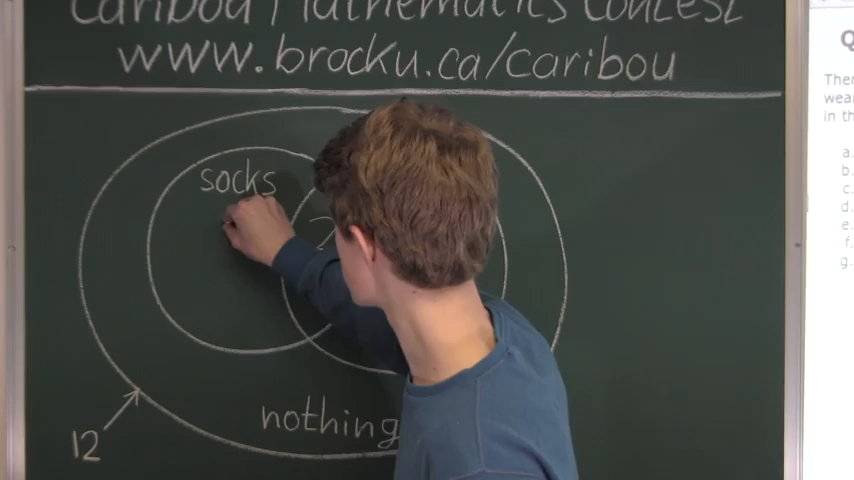 Caribou Mathematics Contest
www.brocku.ca/caribou
socks
nothing
12
Q
a.
b.
c.
d.
e.
f.
g.